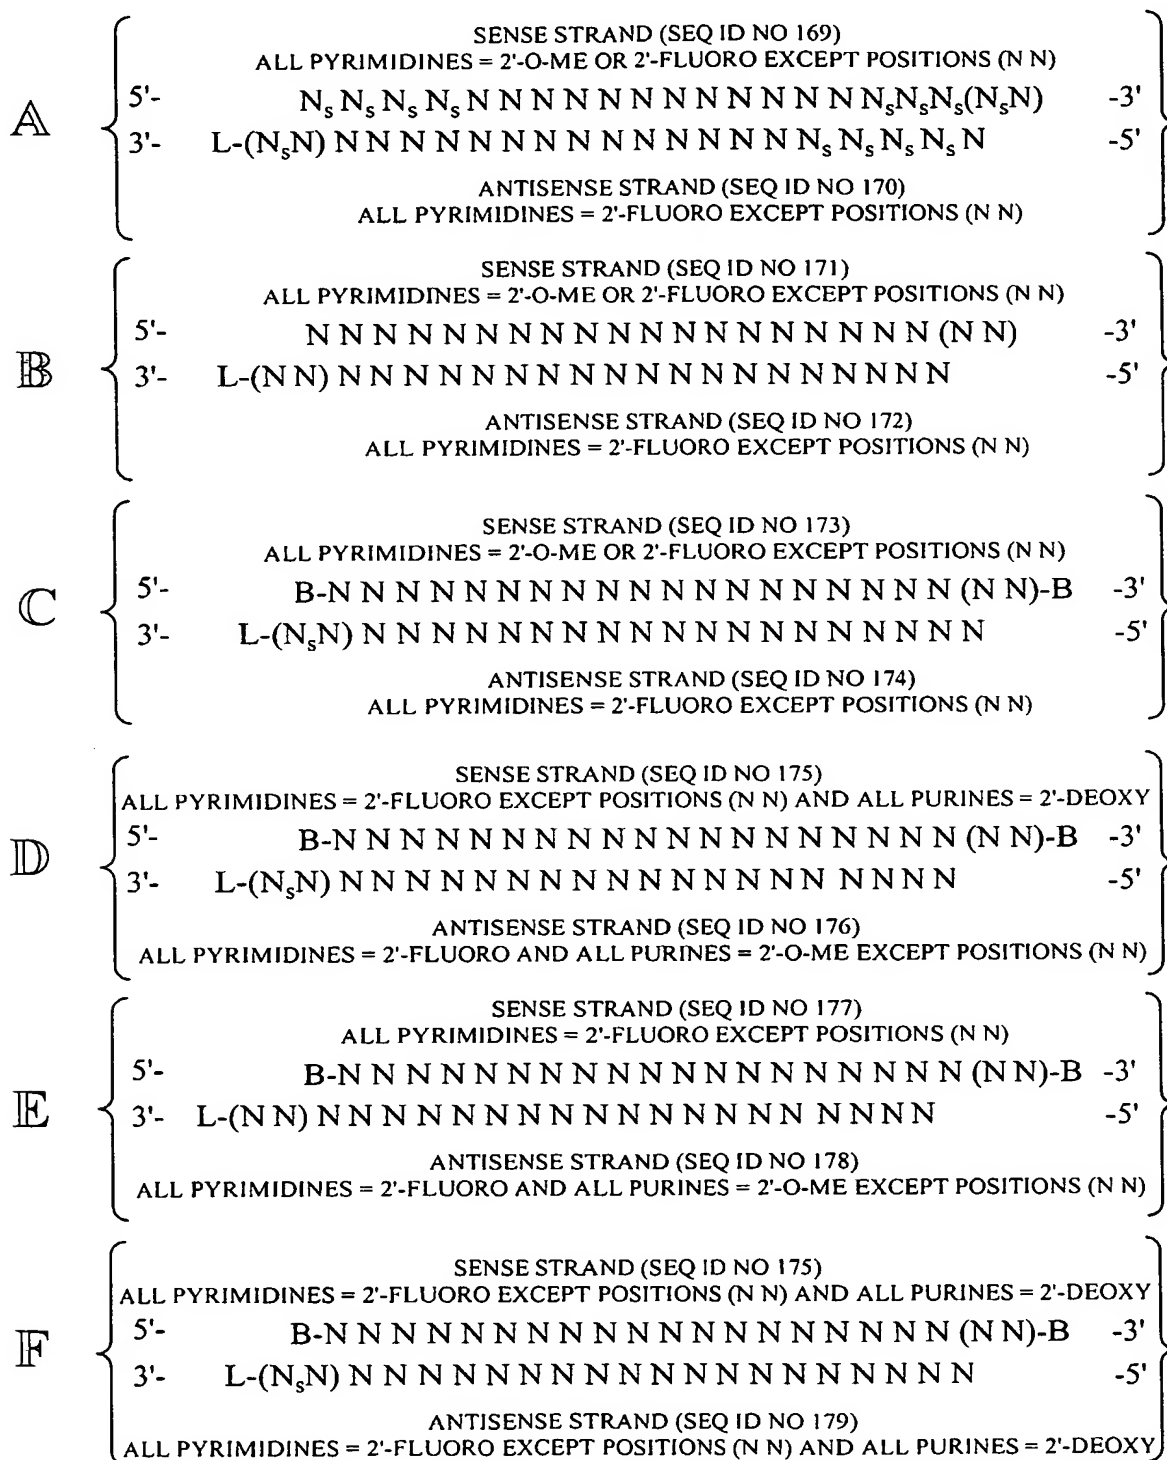 SENSE STRAND (SEQ ID NO 169)
ALL PYRIMIDINES = 2'-O-ME OR 2'-FLUORO EXCEPT POSITIONS (N N)
A
5'- NₛNₛNₛNₛN N N N N N N N N N N N NₛNₛNₛ(NₛN) -3'
3'- L-(NₛN) N N N N N N N N N N N N N N Nₛ Nₛ Nₛ Nₛ N -5'
ANTISENSE STRAND (SEQ ID NO 170)
ALL PYRIMIDINES = 2'-FLUORO EXCEPT POSITIONS (N N)
SENSE STRAND (SEQ ID NO 171)
ALL PYRIMIDINES = 2'-O-ME OR 2'-FLUORO EXCEPT POSITIONS (N N)
B
5'- N N N N N N N N N N N N N N N N N N N (N N) -3'
3'- L-(N N) N N N N N N N N N N N N N N N N N N N -5'
ANTISENSE STRAND (SEQ ID NO 172)
ALL PYRIMIDINES = 2'-FLUORO EXCEPT POSITIONS (N N)
SENSE STRAND (SEQ ID NO 173)
ALL PYRIMIDINES = 2'-O-ME OR 2'-FLUORO EXCEPT POSITIONS (N N)
C
5'- B-N N N N N N N N N N N N N N N N N N N (N N)-B -3'
3'- L-(NₛN) N N N N N N N N N N N N N N N N N N N -5'
ANTISENSE STRAND (SEQ ID NO 174)
ALL PYRIMIDINES = 2'-FLUORO EXCEPT POSITIONS (N N)
SENSE STRAND (SEQ ID NO 175)
ALL PYRIMIDINES = 2'-FLUORO EXCEPT POSITIONS (N N) AND ALL PURINES = 2'-DEOXY
D
5'- B-N N N N N N N N N N N N N N N N N N N (N N)-B -3'
3'- L-(NₛN) N N N N N N N N N N N N N N N N N N N -5'
ANTISENSE STRAND (SEQ ID NO 176)
ALL PYRIMIDINES = 2'-FLUORO AND ALL PURINES = 2'-O-ME EXCEPT POSITIONS (N N)
SENSE STRAND (SEQ ID NO 177)
ALL PYRIMIDINES = 2'-FLUORO EXCEPT POSITIONS (N N)
E
5'- B-N N N N N N N N N N N N N N N N N N N (N N)-B -3'
3'- L-(N N) N N N N N N N N N N N N N N N N N N N -5'
ANTISENSE STRAND (SEQ ID NO 178)
ALL PYRIMIDINES = 2'-FLUORO AND ALL PURINES = 2'-O-ME EXCEPT POSITIONS (N N)
SENSE STRAND (SEQ ID NO 175)
ALL PYRIMIDINES = 2'-FLUORO EXCEPT POSITIONS (N N) AND ALL PURINES = 2'-DEOXY
F
5'- B-N N N N N N N N N N N N N N N N N N N (N N)-B -3'
3'- L-(NₛN) N N N N N N N N N N N N N N N N N N N -5'
ANTISENSE STRAND (SEQ ID NO 179)
ALL PYRIMIDINES = 2'-FLUORO EXCEPT POSITIONS (N N) AND ALL PURINES = 2'-DEOXY